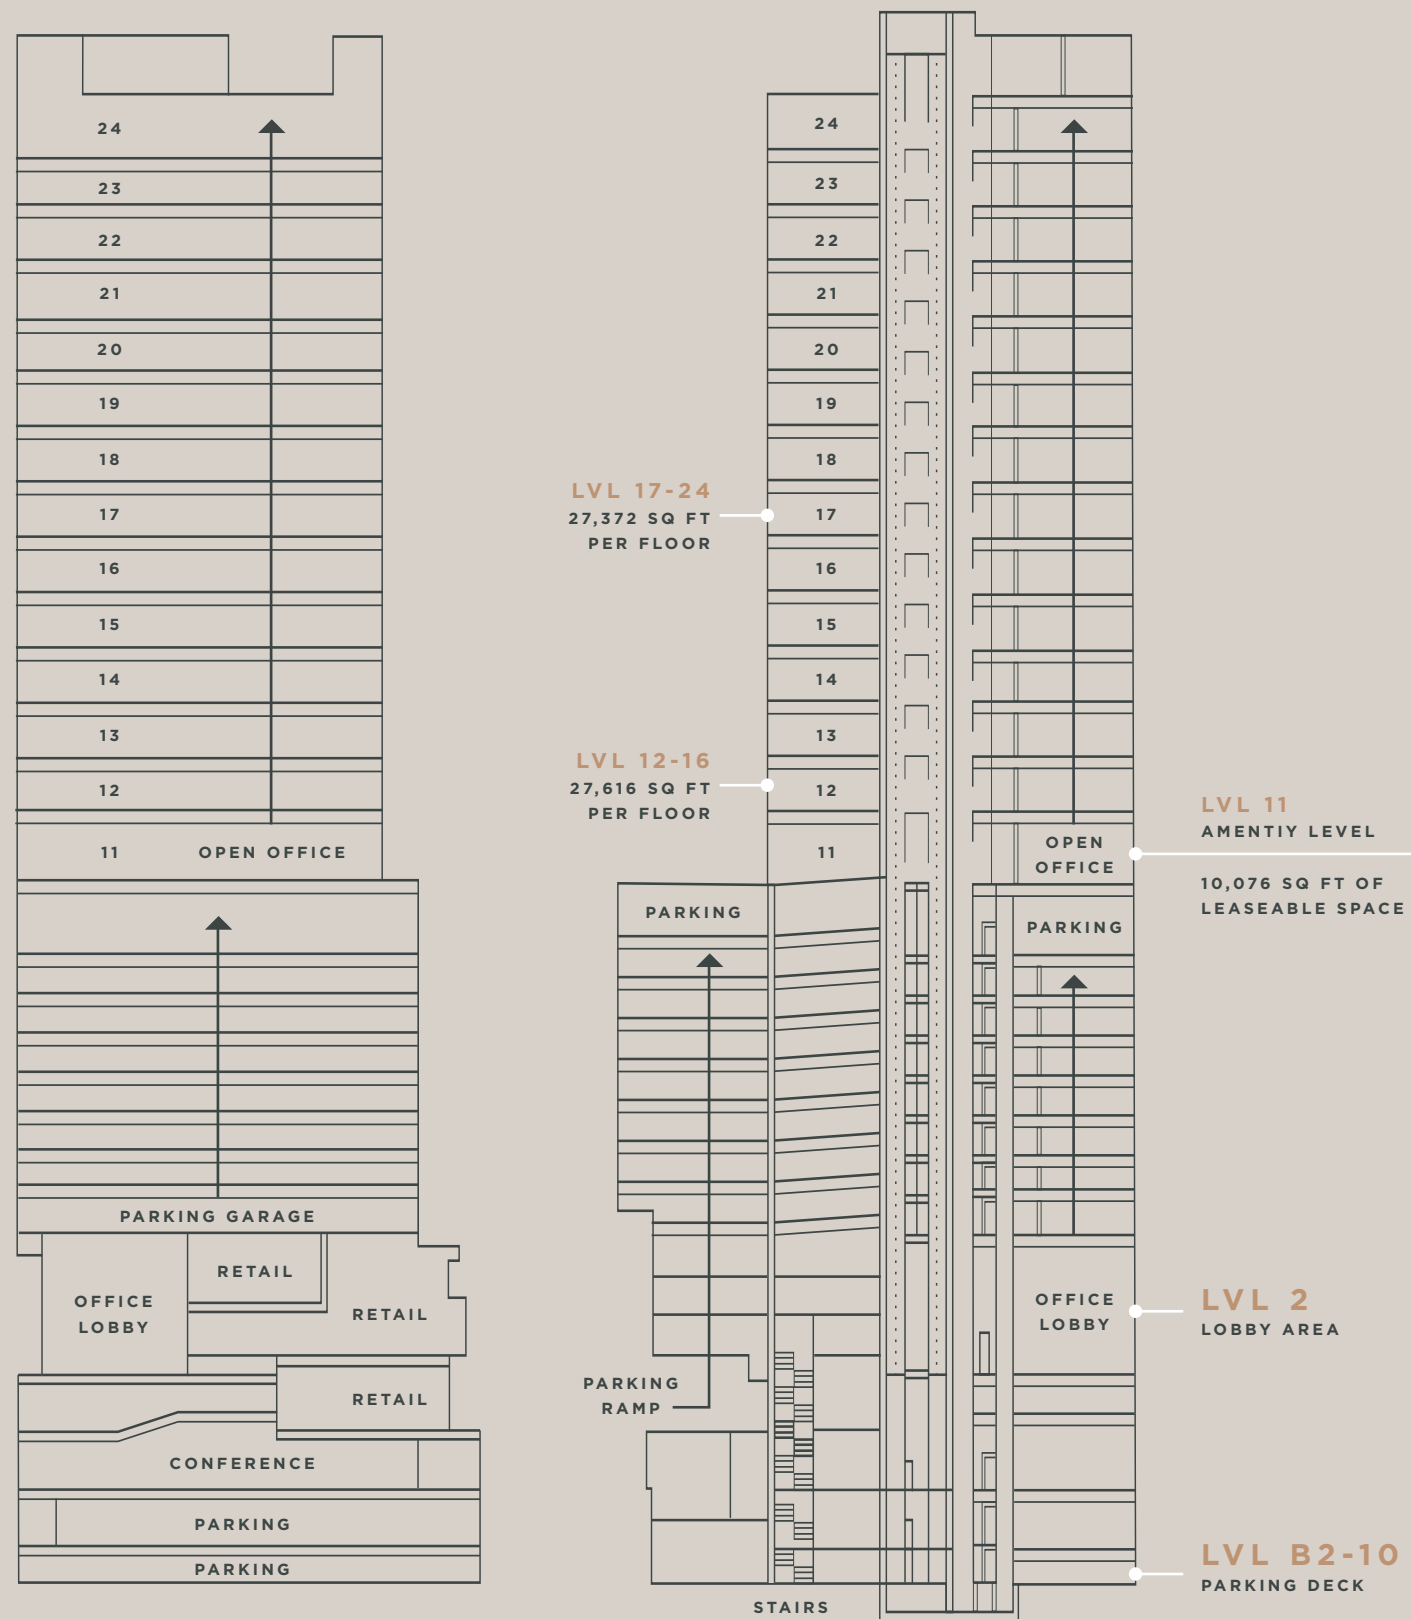 24
23
22
21
20
19
18
17
16
15
14
13
12
11 OPEN OFFICE
PARKING GARAGE
RETAIL
OFFICE
LOBBY
RETAIL
RETAIL
CONFERENCE
PARKING
PARKING
24
23
22
21
20
19
18
17
16
15
14
13
12
11
LVL 17-24
27,372 SQ FT
PER FLOOR
LVL 12-16
27,616 SQ FT
PER FLOOR
PARKING
PARKING
RAMP
STAIRS
OPEN
OFFICE
PARKING
OFFICE
LOBBY
LVL 11
AMENTIY LEVEL
10,076 SQ FT OF
LEASEABLE SPACE
LVL 2
LOBBY AREA
LVL B2-10
PARKING DECK